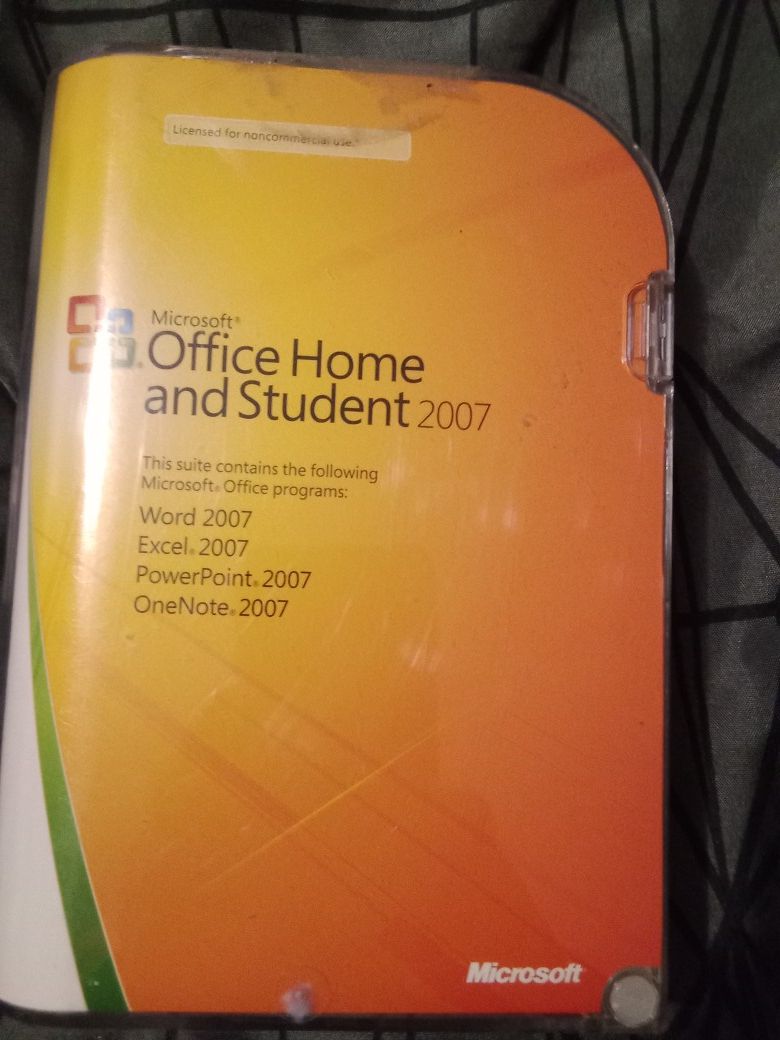 Licensed for noncommercial use.*
Microsoft®
Office Home
and Student 2007
This suite contains the following
Microsoft® Office programs:
Word 2007
Excel® 2007
PowerPoint® 2007
OneNote® 2007
Microsoft